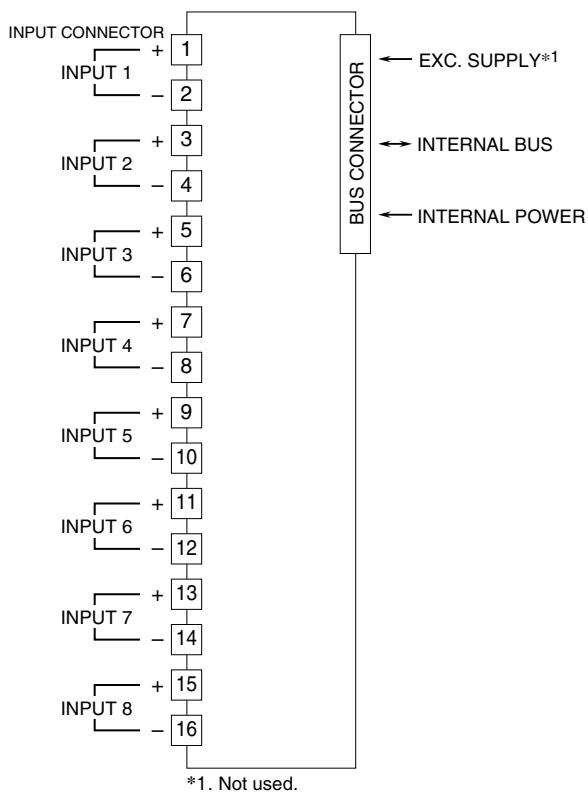 INPUT CONNECTOR
INPUT 1
+ 1
– 2
INPUT 2
+ 3
– 4
INPUT 3
+ 5
– 6
INPUT 4
+ 7
– 8
INPUT 5
+ 9
– 10
INPUT 6
+ 11
– 12
INPUT 7
+ 13
– 14
INPUT 8
+ 15
– 16
BUS CONNECTOR
EXC. SUPPLY*1
INTERNAL BUS
INTERNAL POWER
*1. Not used.